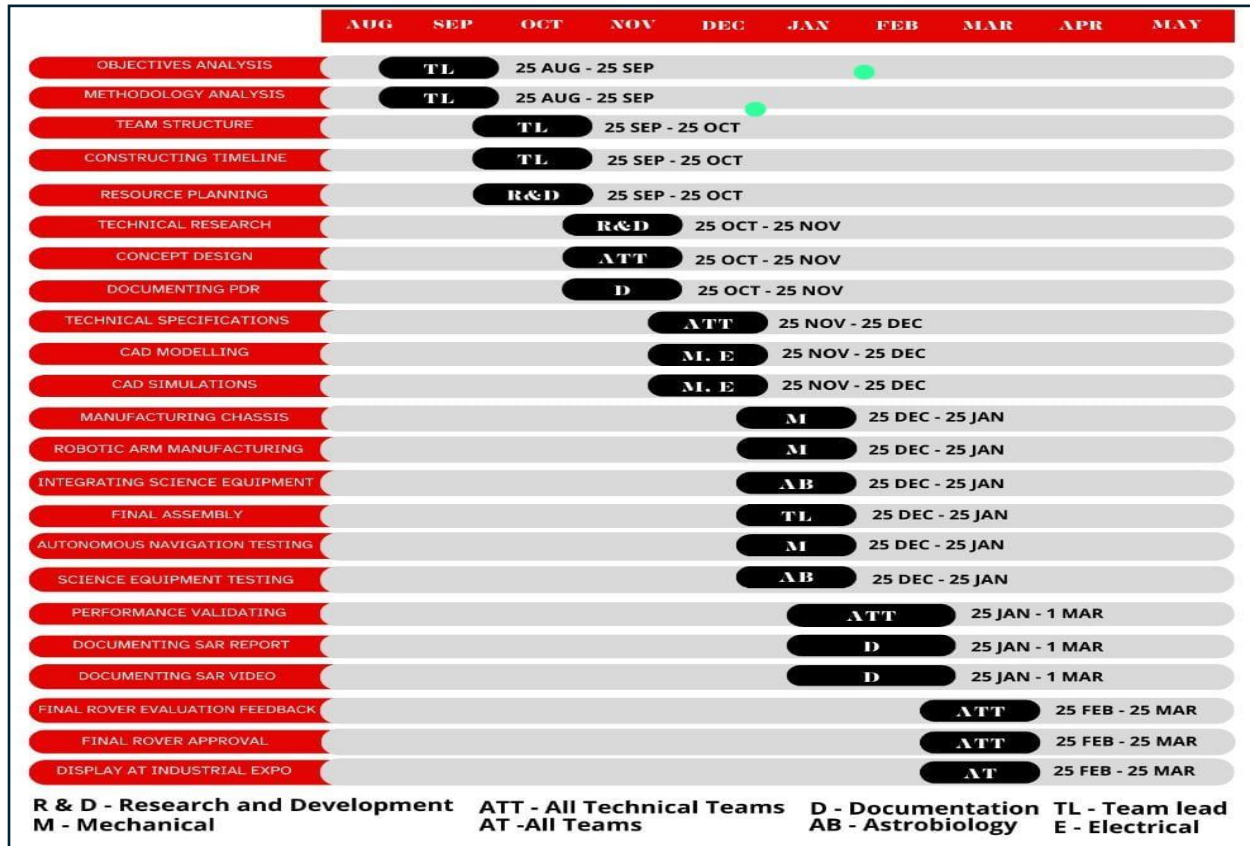 AUG SEP OCT NOV DEC JAN FEB MAR APR MAY
OBJECTIVES ANALYSIS TL 25 AUG - 25 SEP
METHODOLOGY ANALYSIS TL 25 AUG - 25 SEP
TEAM STRUCTURE TL 25 SEP - 25 OCT
CONSTRUCTING TIMELINE TL 25 SEP - 25 OCT
RESOURCE PLANNING R&D 25 SEP - 25 OCT
TECHNICAL RESEARCH R&D 25 OCT - 25 NOV
CONCEPT DESIGN ATT 25 OCT - 25 NOV
DOCUMENTING PDR D 25 OCT - 25 NOV
TECHNICAL SPECIFICATIONS ATT 25 NOV - 25 DEC
CAD MODELLING M, E 25 NOV - 25 DEC
CAD SIMULATIONS M, E 25 NOV - 25 DEC
MANUFACTURING CHASSIS M 25 DEC - 25 JAN
ROBOTIC ARM MANUFACTURING M 25 DEC - 25 JAN
INTEGRATING SCIENCE EQUIPMENT AB 25 DEC - 25 JAN
FINAL ASSEMBLY TL 25 DEC - 25 JAN
AUTONOMOUS NAVIGATION TESTING M 25 DEC - 25 JAN
SCIENCE EQUIPMENT TESTING AB 25 DEC - 25 JAN
PERFORMANCE VALIDATING ATT 25 JAN - 1 MAR
DOCUMENTING SAR REPORT D 25 JAN - 1 MAR
DOCUMENTING SAR VIDEO D 25 JAN - 1 MAR
FINAL ROVER EVALUATION FEEDBACK ATT 25 FEB - 25 MAR
FINAL ROVER APPROVAL ATT 25 FEB - 25 MAR
DISPLAY AT INDUSTRIAL EXPO AT 25 FEB - 25 MAR
R & D - Research and Development ATT - All Technical Teams D - Documentation TL - Team lead
M - Mechanical AT -All Teams AB - Astrobiology E - Electrical